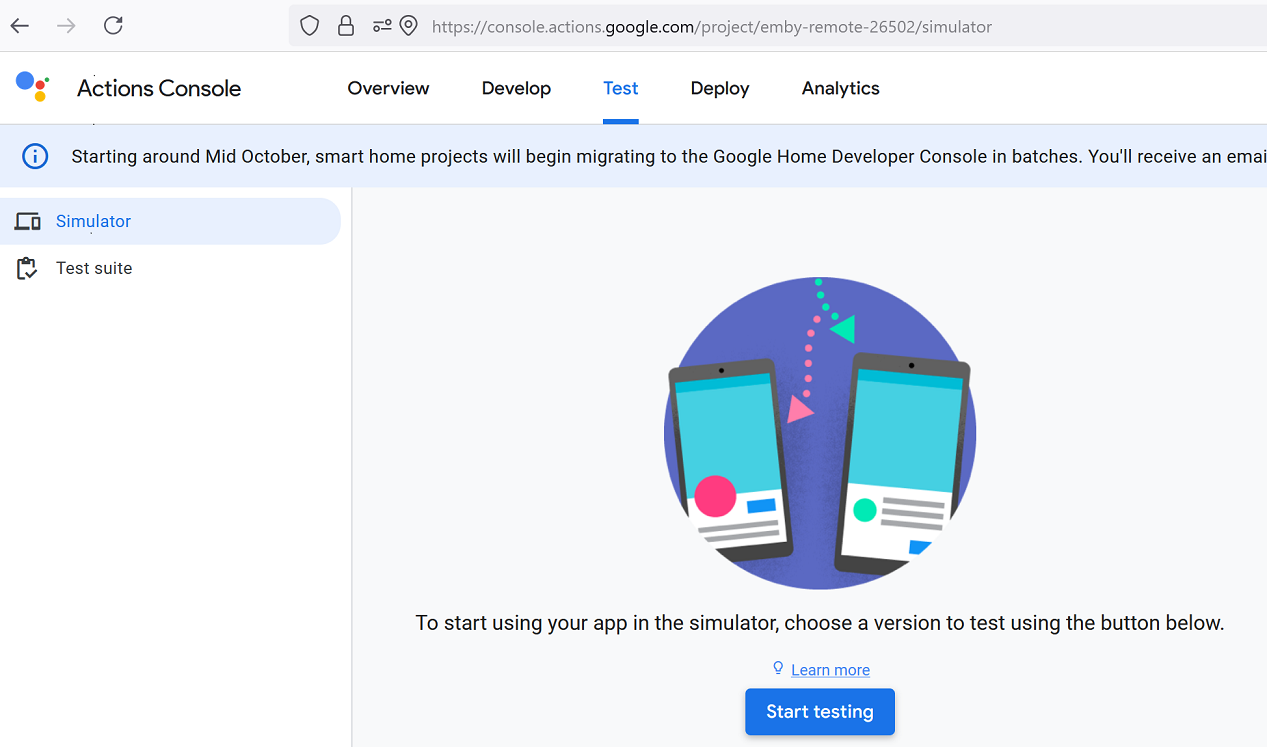 https://console.actions.google.com/project/emby-remote-26502/simulator
Actions Console Overview Develop Test Deploy Analytics
Starting around Mid October, smart home projects will begin migrating to the Google Home Developer Console in batches. You'll receive an emai
Simulator
Test suite
To start using your app in the simulator, choose a version to test using the button below.
Learn more
Start testing